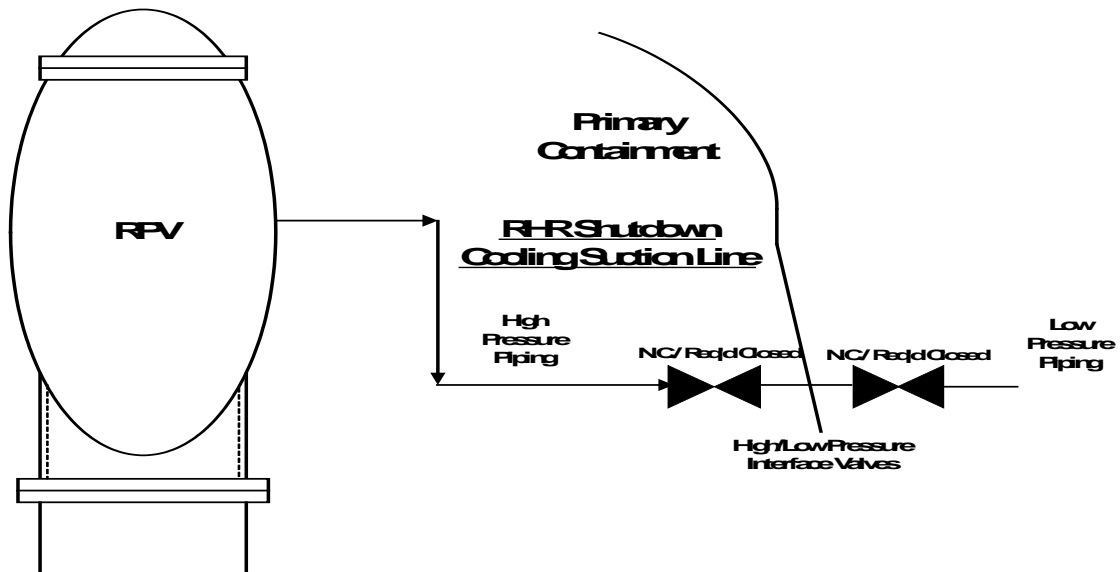 Primary
Containment
RPV
RHR Shutdown
Cooling Suction Line
High
Pressure
Piping
NC / Req'd Closed
NC / Req'd Closed
Low
Pressure
Piping
High/Low Pressure
Interface Valves